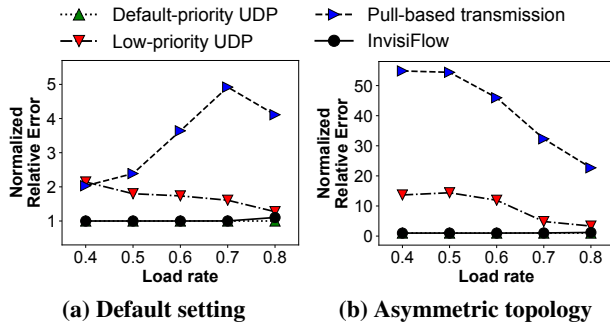 Default-priority UDP
Pull-based transmission
Low-priority UDP
InvisiFlow
Normalized
Relative Error
5
4
3
2
1
0.4 0.5 0.6 0.7 0.8
Load rate
(a) Default setting
Normalized
Relative Error
50
40
30
20
10
0
0.4 0.5 0.6 0.7 0.8
Load rate
(b) Asymmetric topology